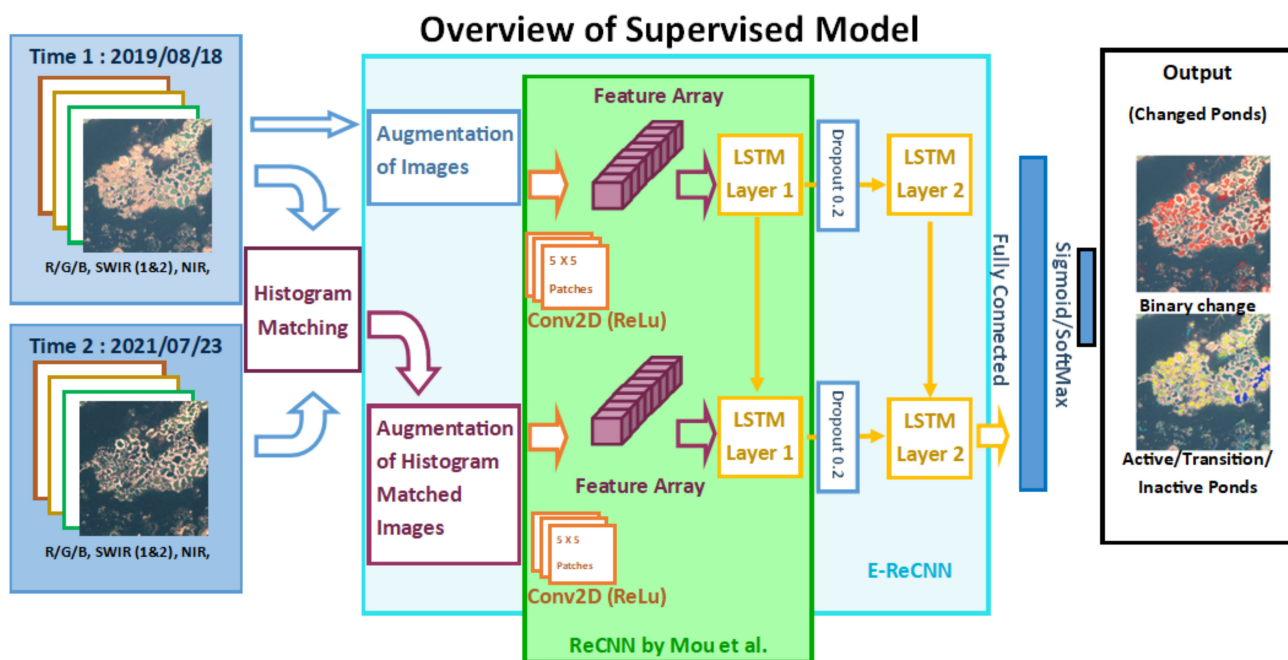 Overview of Supervised Model
Time 1 : 2019/08/18
R/G/B, SWIR (1&2), NIR,
Time 2 : 2021/07/23
R/G/B, SWIR (1&2), NIR,
Histogram
Matching
Augmentation
of Images
Augmentation
of Histogram
Matched
Images
Feature Array
5 X 5
Patches
Conv2D (ReLu)
LSTM
Layer 1
Dropout 0.2
LSTM
Layer 2
Feature Array
5 X 5
Patches
Conv2D (ReLu)
LSTM
Layer 1
Dropout 0.2
LSTM
Layer 2
E-ReCNN
ReCNN by Mou et al.
Fully Connected
Sigmoid/SoftMax
Output
(Changed Ponds)
Binary change
Active/Transition/
Inactive Ponds